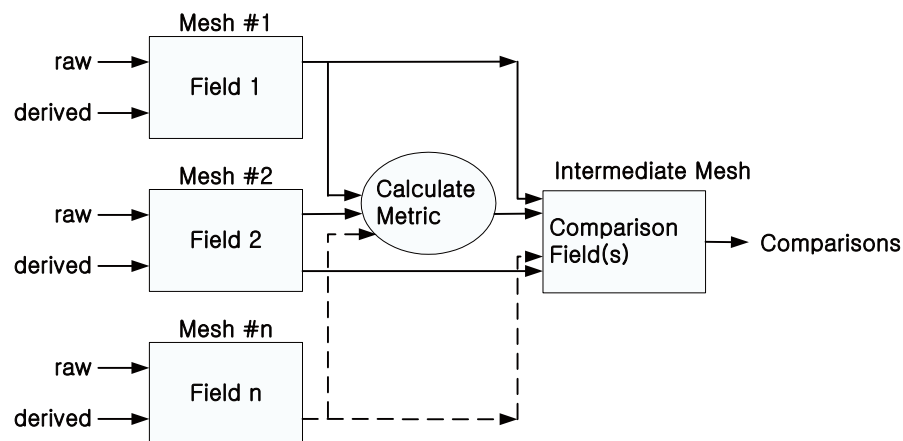 Mesh #1
raw
Field 1
derived
Mesh #2
raw
Field 2
derived
Mesh #n
raw
Field n
derived
Calculate
Metric
Intermediate Mesh
Comparison
Field(s)
Comparisons